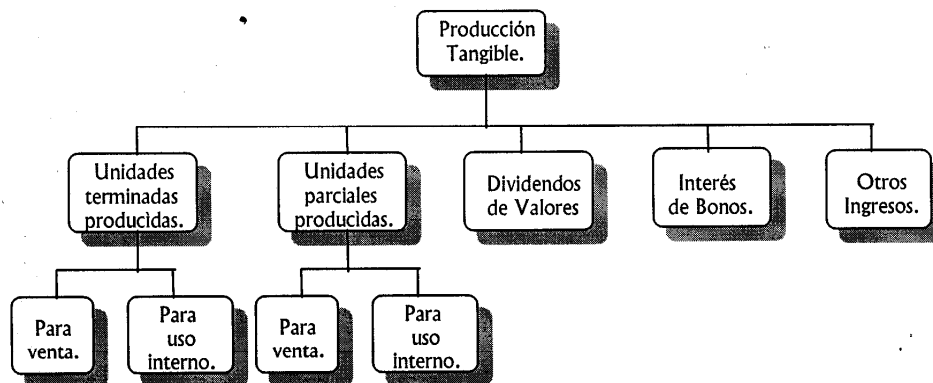 Producción
Tangible.
Unidades
terminadas
producidas.
Unidades
parciales
producidas.
Dividendos
de Valores
Interés
de Bonos.
Otros
Ingresos.
Para
venta.
Para
uso
interno.
Para
venta.
Para
uso
interno.